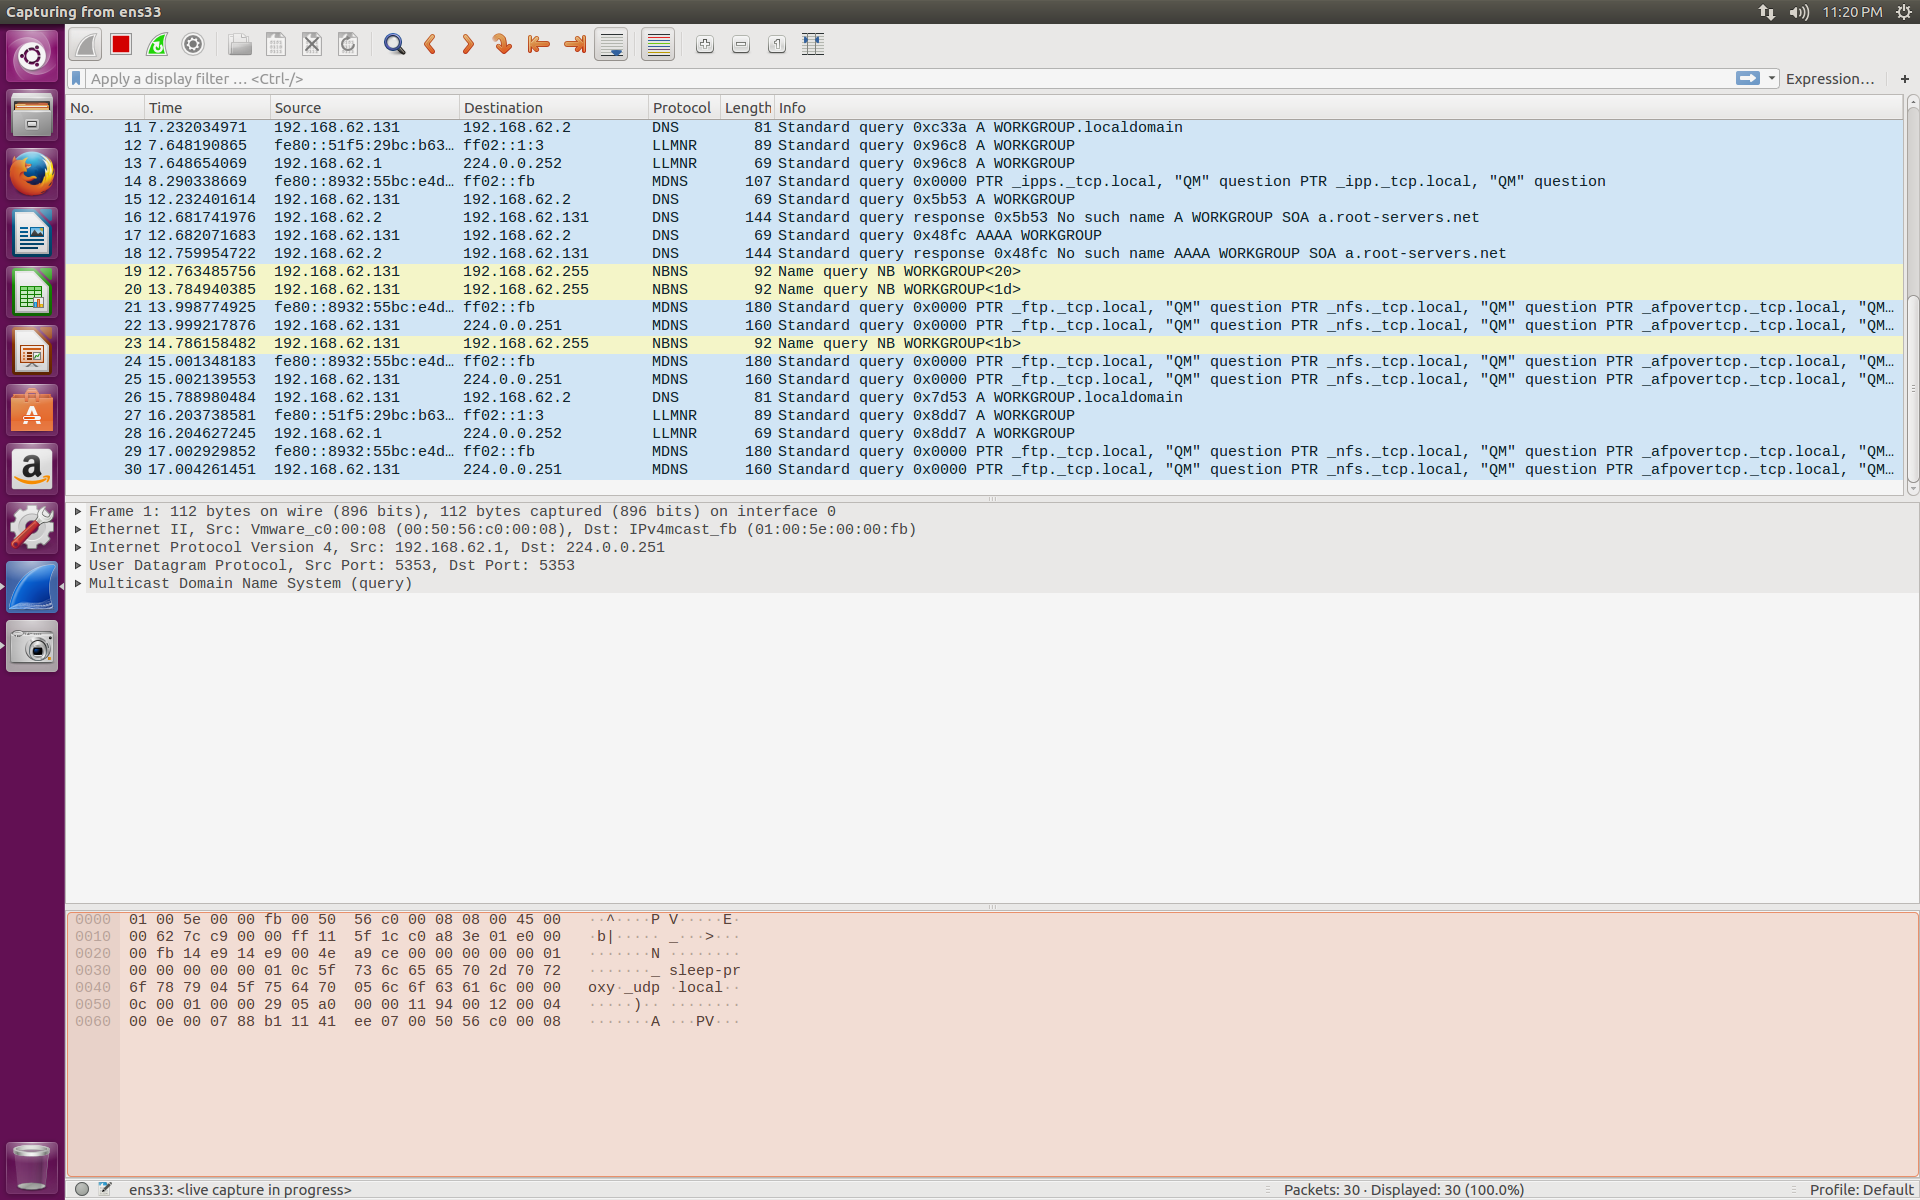 Capturing from ens33
11:20 PM
Apply a display filter … <Ctrl-/>
Expression…
+
No. Time Source Destination Protocol Length Info
11 7.232034971 192.168.62.131 192.168.62.2 DNS 81 Standard query 0xc33a A WORKGROUP.localdomain
12 7.648190865 fe80::51f5:29bc:b63… ff02::1:3 LLMNR 89 Standard query 0x96c8 A WORKGROUP
13 7.648654069 192.168.62.1 224.0.0.252 LLMNR 69 Standard query 0x96c8 A WORKGROUP
14 8.290338669 fe80::8932:55bc:e4d… ff02::fb MDNS 107 Standard query 0x0000 PTR _ipps._tcp.local, "QM" question PTR _ipp._tcp.local, "QM" question
15 12.232401614 192.168.62.131 192.168.62.2 DNS 69 Standard query 0x5b53 A WORKGROUP
16 12.681741976 192.168.62.2 192.168.62.131 DNS 144 Standard query response 0x5b53 No such name A WORKGROUP SOA a.root-servers.net
17 12.682071683 192.168.62.131 192.168.62.2 DNS 69 Standard query 0x48fc AAAA WORKGROUP
18 12.759954722 192.168.62.2 192.168.62.131 DNS 144 Standard query response 0x48fc No such name AAAA WORKGROUP SOA a.root-servers.net
19 12.763485756 192.168.62.131 192.168.62.255 NBNS 92 Name query NB WORKGROUP<20>
20 13.784940385 192.168.62.131 192.168.62.255 NBNS 92 Name query NB WORKGROUP<1d>
21 13.998774925 fe80::8932:55bc:e4d… ff02::fb MDNS 180 Standard query 0x0000 PTR _ftp._tcp.local, "QM" question PTR _nfs._tcp.local, "QM" question PTR _afpovertcp._tcp.local, "QM…
22 13.999217876 192.168.62.131 224.0.0.251 MDNS 160 Standard query 0x0000 PTR _ftp._tcp.local, "QM" question PTR _nfs._tcp.local, "QM" question PTR _afpovertcp._tcp.local, "QM…
23 14.786158482 192.168.62.131 192.168.62.255 NBNS 92 Name query NB WORKGROUP<1b>
24 15.001348183 fe80::8932:55bc:e4d… ff02::fb MDNS 180 Standard query 0x0000 PTR _ftp._tcp.local, "QM" question PTR _nfs._tcp.local, "QM" question PTR _afpovertcp._tcp.local, "QM…
25 15.002139553 192.168.62.131 224.0.0.251 MDNS 160 Standard query 0x0000 PTR _ftp._tcp.local, "QM" question PTR _nfs._tcp.local, "QM" question PTR _afpovertcp._tcp.local, "QM…
26 15.788980484 192.168.62.131 192.168.62.2 DNS 81 Standard query 0x7d53 A WORKGROUP.localdomain
27 16.203738581 fe80::51f5:29bc:b63… ff02::1:3 LLMNR 89 Standard query 0x8dd7 A WORKGROUP
28 16.204627245 192.168.62.1 224.0.0.252 LLMNR 69 Standard query 0x8dd7 A WORKGROUP
29 17.002929852 fe80::8932:55bc:e4d… ff02::fb MDNS 180 Standard query 0x0000 PTR _ftp._tcp.local, "QM" question PTR _nfs._tcp.local, "QM" question PTR _afpovertcp._tcp.local, "QM…
30 17.004261451 192.168.62.131 224.0.0.251 MDNS 160 Standard query 0x0000 PTR _ftp._tcp.local, "QM" question PTR _nfs._tcp.local, "QM" question PTR _afpovertcp._tcp.local, "QM…
Frame 1: 112 bytes on wire (896 bits), 112 bytes captured (896 bits) on interface 0
Ethernet II, Src: Vmware_c0:00:08 (00:50:56:c0:00:08), Dst: IPv4mcast_fb (01:00:5e:00:00:fb)
Internet Protocol Version 4, Src: 192.168.62.1, Dst: 224.0.0.251
User Datagram Protocol, Src Port: 5353, Dst Port: 5353
Multicast Domain Name System (query)
0000 01 00 5e 00 00 fb 00 50 56 c0 00 08 08 00 45 00 ··^····P V·····E·
0010 00 62 7c c9 00 00 ff 11 5f 1c c0 a8 3e 01 e0 00 ·b|····· _···>···
0020 00 fb 14 e9 14 e9 00 4e a9 ce 00 00 00 00 00 01 ·······N ········
0030 00 00 00 00 00 01 0c 5f 73 6c 65 65 70 2d 70 72 ·······_ sleep-pr
0040 6f 78 79 04 5f 75 64 70 05 6c 6f 63 61 6c 00 00 oxy·_udp ·local··
0050 0c 00 01 00 00 29 05 a0 00 00 11 94 00 12 00 04 ·····)·· ········
0060 00 0e 00 07 88 b1 11 41 ee 07 00 50 56 c0 00 08 ·······A ···PV···
ens33: <live capture in progress>
Packets: 30 · Displayed: 30 (100.0%)
Profile: Default